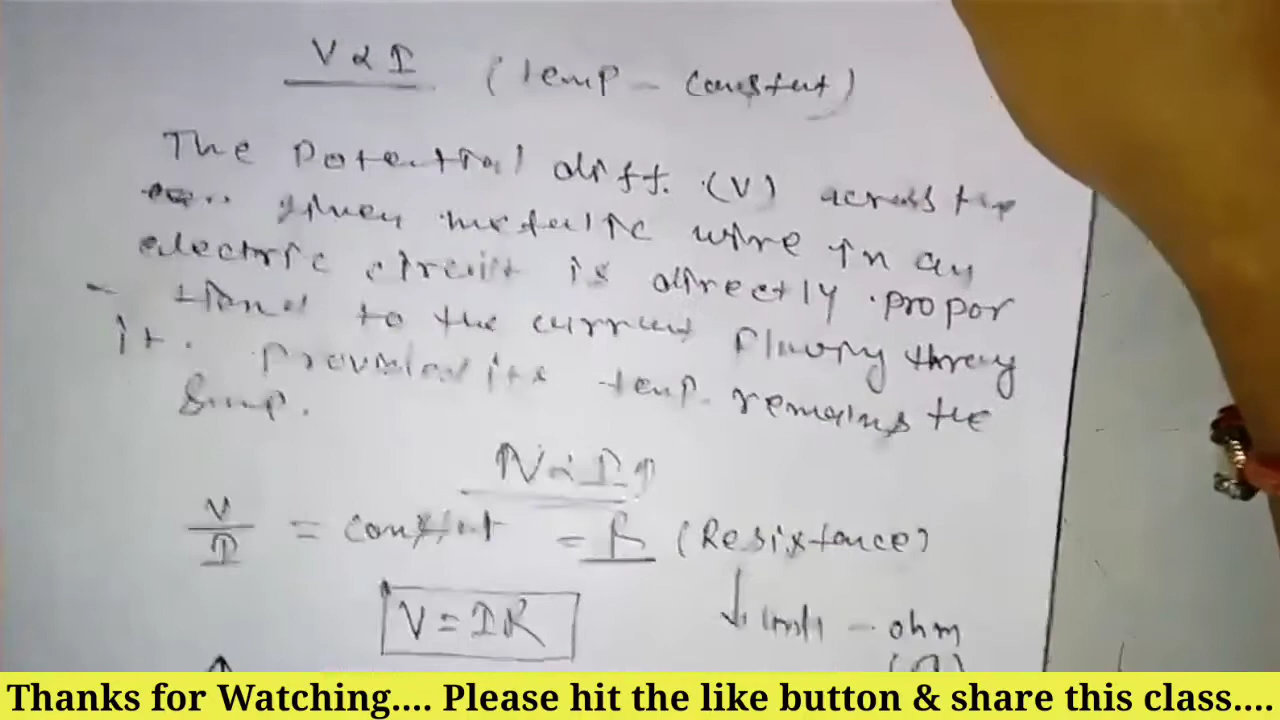 V ∝ I (Temp - Constant)
The Potential diff. (V) across the
given metallic wire in an
electric circuit is directly propor
- tional to the current flowing through
it. Provided its temp. remains the
Same.
V ∝ I
V/I = constant = R (Resistance)
V = IR
↓ unit - ohm
(Ω)
Thanks for Watching.... Please hit the like button & share this class....